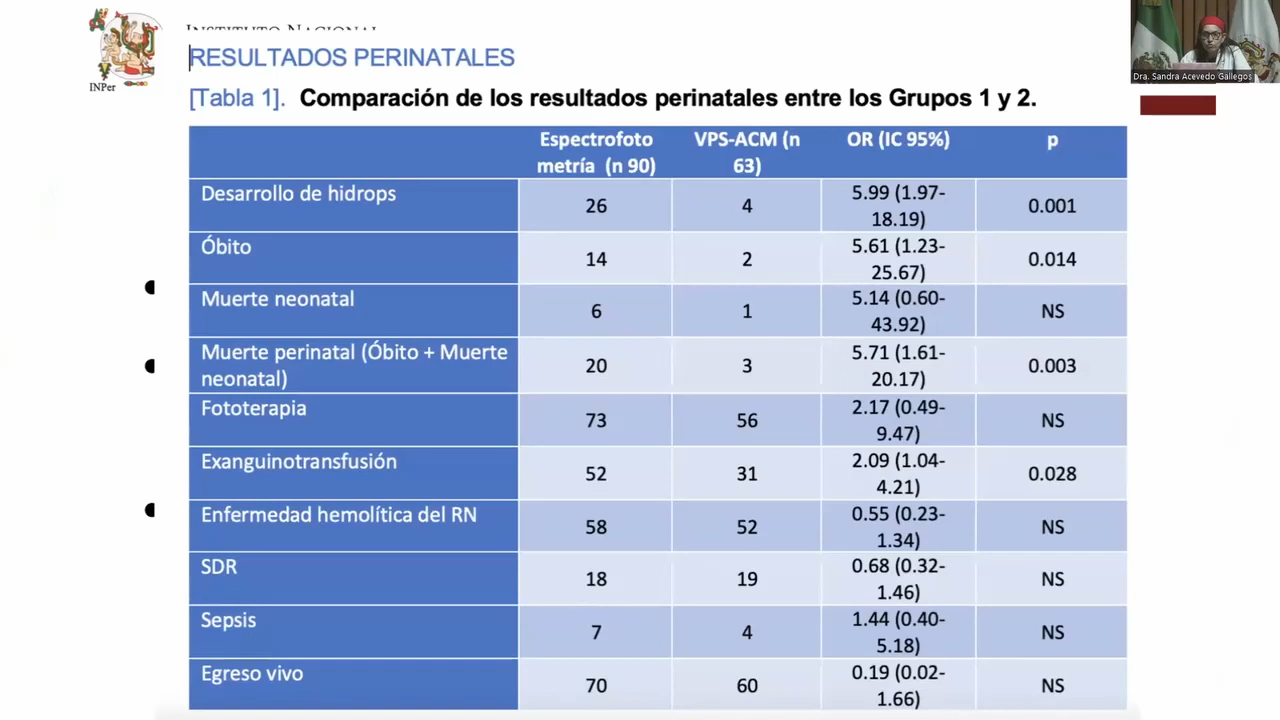 INSTITUTO NACIONAL
INPer
Dra. Sandra Acevedo Gallegos
RESULTADOS PERINATALES
[Tabla 1]. Comparación de los resultados perinatales entre los Grupos 1 y 2.
Espectrofoto
metría (n 90)
VPS-ACM (n
63)
OR (IC 95%)
p
Desarrollo de hidrops
26
4
5.99 (1.97-
18.19)
0.001
Óbito
14
2
5.61 (1.23-
25.67)
0.014
Muerte neonatal
6
1
5.14 (0.60-
43.92)
NS
Muerte perinatal (Óbito + Muerte
neonatal)
20
3
5.71 (1.61-
20.17)
0.003
Fototerapia
73
56
2.17 (0.49-
9.47)
NS
Exanguinotransfusión
52
31
2.09 (1.04-
4.21)
0.028
Enfermedad hemolítica del RN
58
52
0.55 (0.23-
1.34)
NS
SDR
18
19
0.68 (0.32-
1.46)
NS
Sepsis
7
4
1.44 (0.40-
5.18)
NS
Egreso vivo
70
60
0.19 (0.02-
1.66)
NS